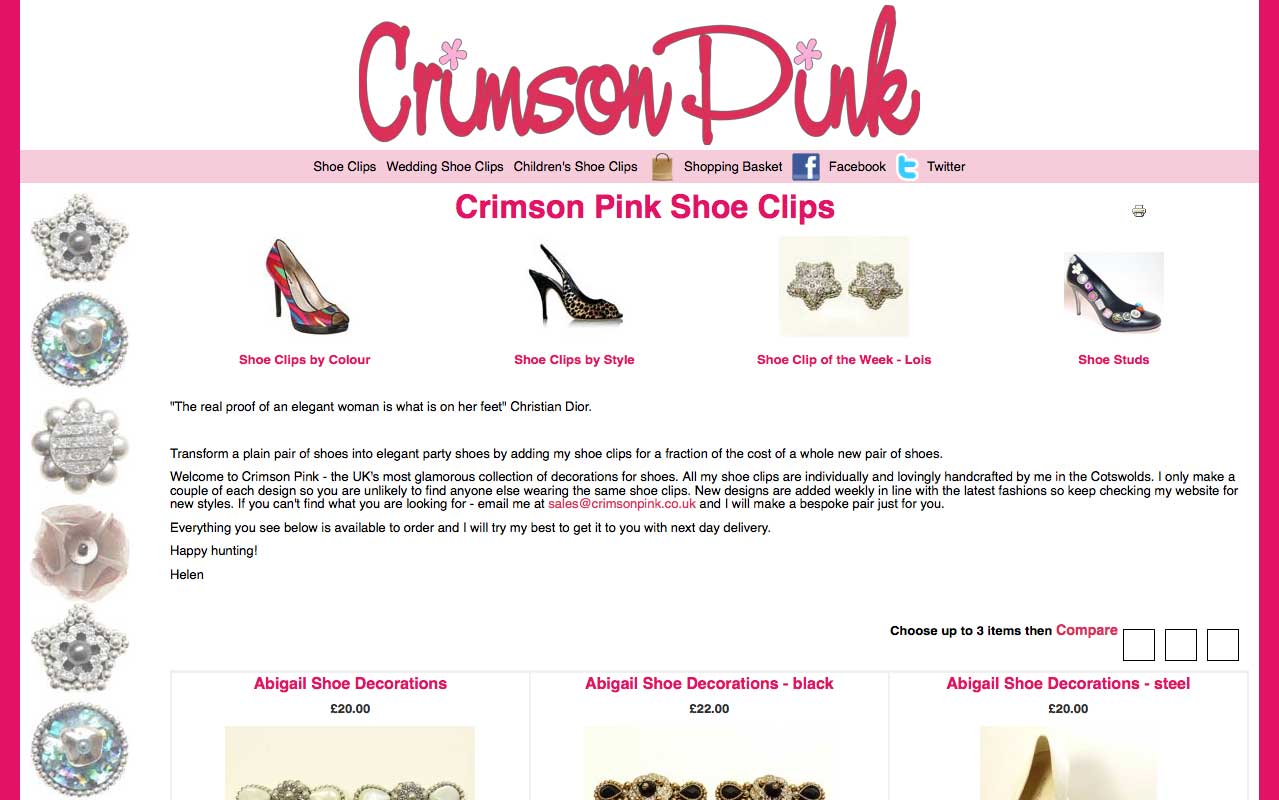 Crimson Pink
Shoe Clips Wedding Shoe Clips Children's Shoe Clips Shopping Basket Facebook Twitter
Crimson Pink Shoe Clips
Shoe Clips by Colour
Shoe Clips by Style
Shoe Clip of the Week - Lois
Shoe Studs
"The real proof of an elegant woman is what is on her feet" Christian Dior.
Transform a plain pair of shoes into elegant party shoes by adding my shoe clips for a fraction of the cost of a whole new pair of shoes.
Welcome to Crimson Pink - the UK's most glamorous collection of decorations for shoes. All my shoe clips are individually and lovingly handcrafted by me in the Cotswolds. I only make a
couple of each design so you are unlikely to find anyone else wearing the same shoe clips. New designs are added weekly in line with the latest fashions so keep checking my website for
new styles. If you can't find what you are looking for - email me at sales@crimsonpink.co.uk and I will make a bespoke pair just for you.
Everything you see below is available to order and I will try my best to get it to you with next day delivery.
Happy hunting!
Helen
Choose up to 3 items then Compare
Abigail Shoe Decorations
£20.00
Abigail Shoe Decorations - black
£22.00
Abigail Shoe Decorations - steel
£20.00